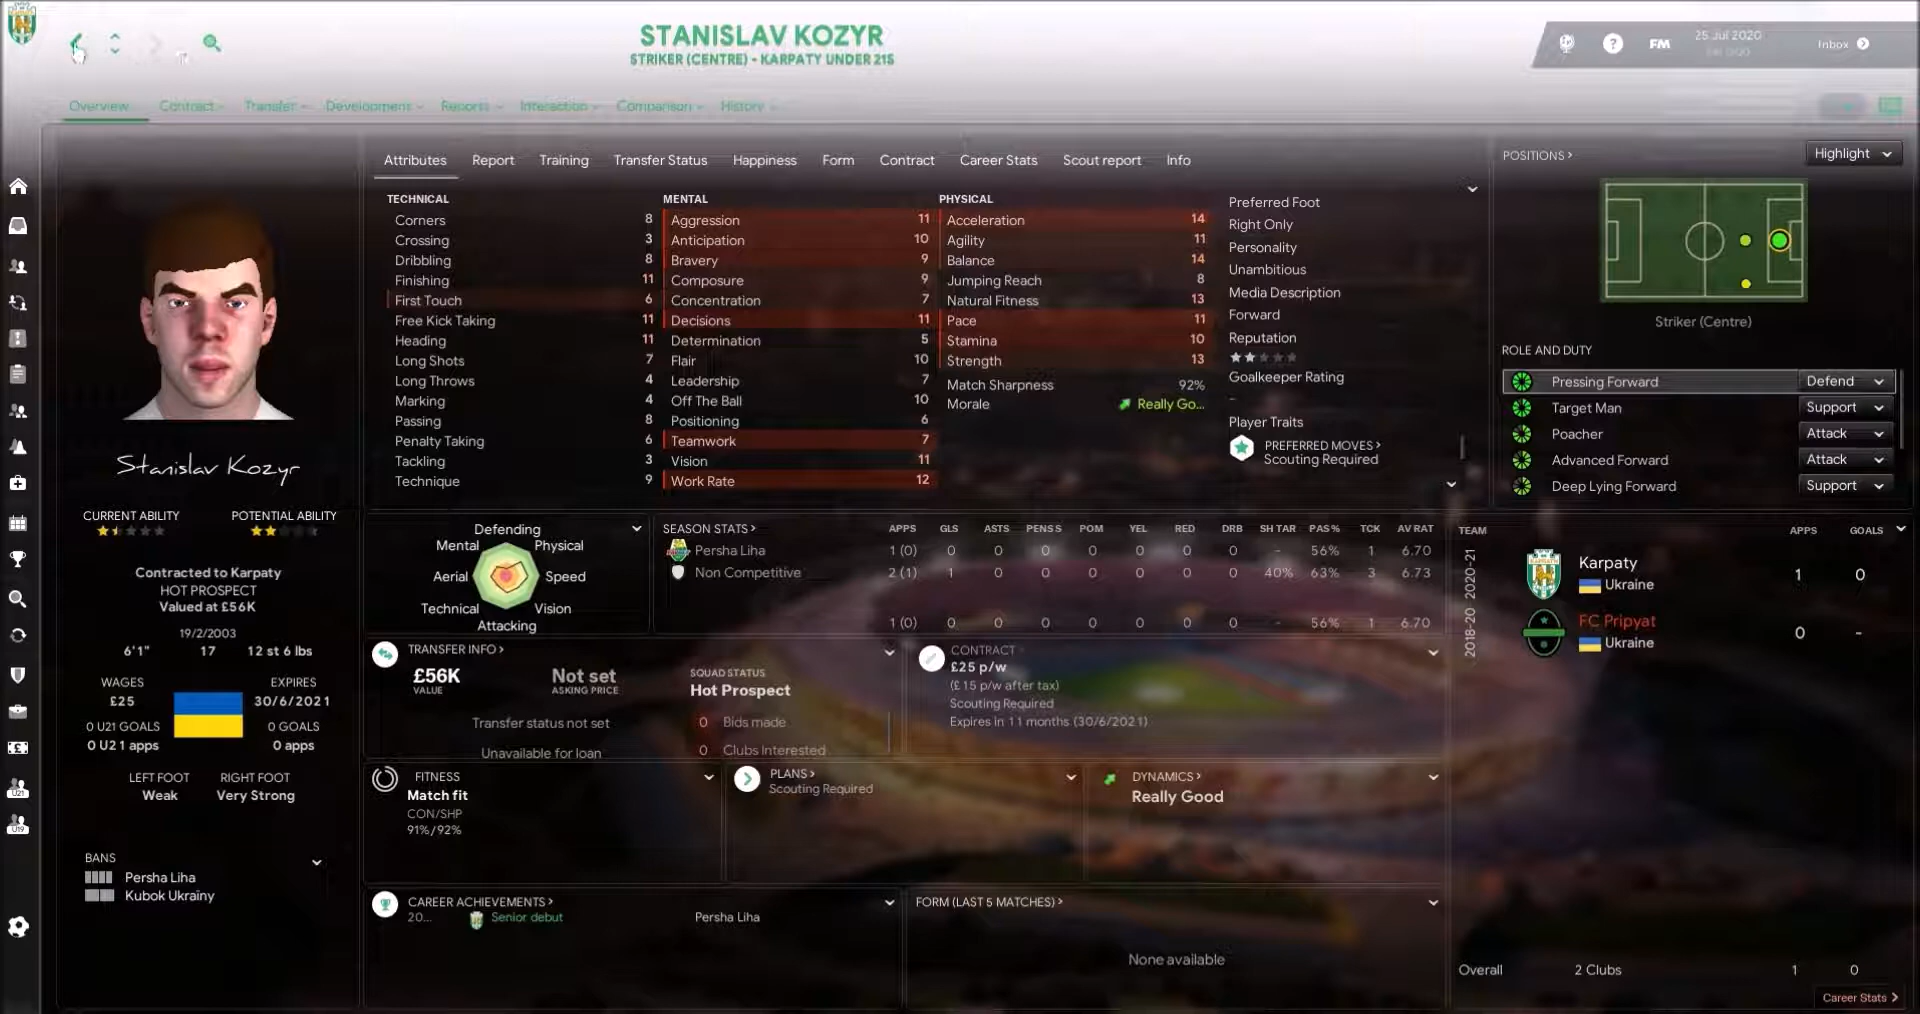 STANISLAV KOZYR
STRIKER (CENTRE) - KARPATY UNDER 21S
FM
25 Jul 2020
Inbox
Overview Contract Transfer Development Reports Interaction Comparison History
Attributes Report Training Transfer Status Happiness Form Contract Career Stats Scout report Info
TECHNICAL
Corners 8
Crossing 3
Dribbling 8
Finishing 11
First Touch 6
Free Kick Taking 11
Heading 11
Long Shots 7
Long Throws 4
Marking 4
Passing 8
Penalty Taking 6
Tackling 3
Technique 9
MENTAL
Aggression 11
Anticipation 10
Bravery 9
Composure 9
Concentration 7
Decisions 11
Determination 5
Flair 10
Leadership 7
Off The Ball 10
Positioning 6
Teamwork 7
Vision 11
Work Rate 12
PHYSICAL
Acceleration 14
Agility 11
Balance 14
Jumping Reach 8
Natural Fitness 13
Pace 11
Stamina 10
Strength 13
Match Sharpness 92%
Morale Really Go...
Preferred Foot
Right Only
Personality
Unambitious
Media Description
Forward
Reputation
Goalkeeper Rating
-
Player Traits
PREFERRED MOVES >
Scouting Required
POSITIONS >
Highlight
Striker (Centre)
ROLE AND DUTY
Pressing Forward Defend
Target Man Support
Poacher Attack
Advanced Forward Attack
Deep Lying Forward Support
Stanislav Kozyr
CURRENT ABILITY POTENTIAL ABILITY
Contracted to Karpaty
HOT PROSPECT
Valued at £56K
19/2/2003
6'1" 17 12 st 6 lbs
WAGES EXPIRES
£25 30/6/2021
0 U21 GOALS 0 GOALS
0 U21 apps 0 apps
LEFT FOOT RIGHT FOOT
Weak Very Strong
BANS
Persha Liha
Kubok Ukrainy
U21
U19
Defending
Mental Physical
Aerial Speed
Technical Vision
Attacking
SEASON STATS > APPS GLS ASTS PENS S POM YEL RED DRB SH TAR PAS % TCK AV RAT
Persha Liha 1 (0) 0 0 0 0 0 0 0 - 56% 1 6.70
Non Competitive 2 (1) 1 0 0 0 0 0 0 40% 63% 3 6.73
1 (0) 0 0 0 0 0 0 0 - 56% 1 6.70
TEAM APPS GOALS
2020-21
Karpaty 1 0
Ukraine
2018-20
FC Pripyat 0 -
Ukraine
Overall 2 Clubs 1 0
Career Stats >
TRANSFER INFO >
£56K
VALUE
Not set
ASKING PRICE
SQUAD STATUS
Hot Prospect
Transfer status not set
Unavailable for loan
0 Bids made
0 Clubs Interested
CONTRACT
£25 p/w
(£15 p/w after tax)
Scouting Required
Expires in 11 months (30/6/2021)
FITNESS
Match fit
CON/SHP
91%/92%
PLANS >
Scouting Required
DYNAMICS >
Really Good
CAREER ACHIEVEMENTS >
20... Senior debut Persha Liha
FORM (LAST 5 MATCHES) >
None available